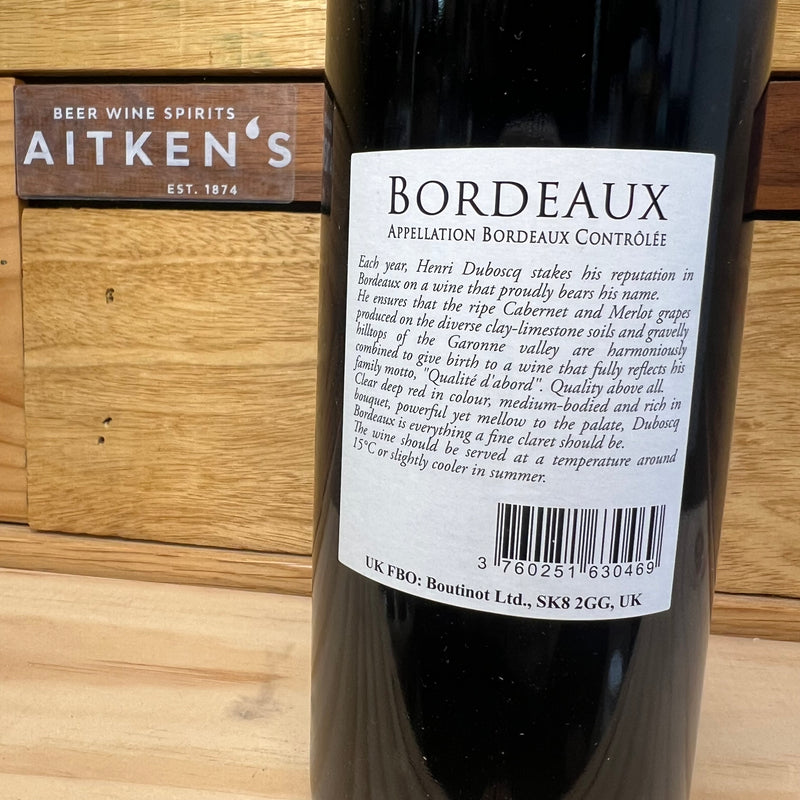 BEER WINE SPIRITS
AITKEN'S
EST. 1874
BORDEAUX
APPELLATION BORDEAUX CONTRÔLÉE
Each year, Henri Duboscq stakes his reputation in
Bordeaux on a wine that proudly bears his name.
He ensures that the ripe Cabernet and Merlot grapes
produced on the diverse clay-limestone soils and gravelly
hilltops of the Garonne valley are harmoniously
combined to give birth to a wine that fully reflects his
family motto, "Qualité d'abord". Quality above all.
Clear deep red in colour, medium-bodied and rich in
bouquet, powerful yet mellow to the palate, Duboscq
Bordeaux is everything a fine claret should be.
The wine should be served at a temperature around
15°C or slightly cooler in summer.
3 760251 630469
UK FBO: Boutinot Ltd., SK8 2GG, UK